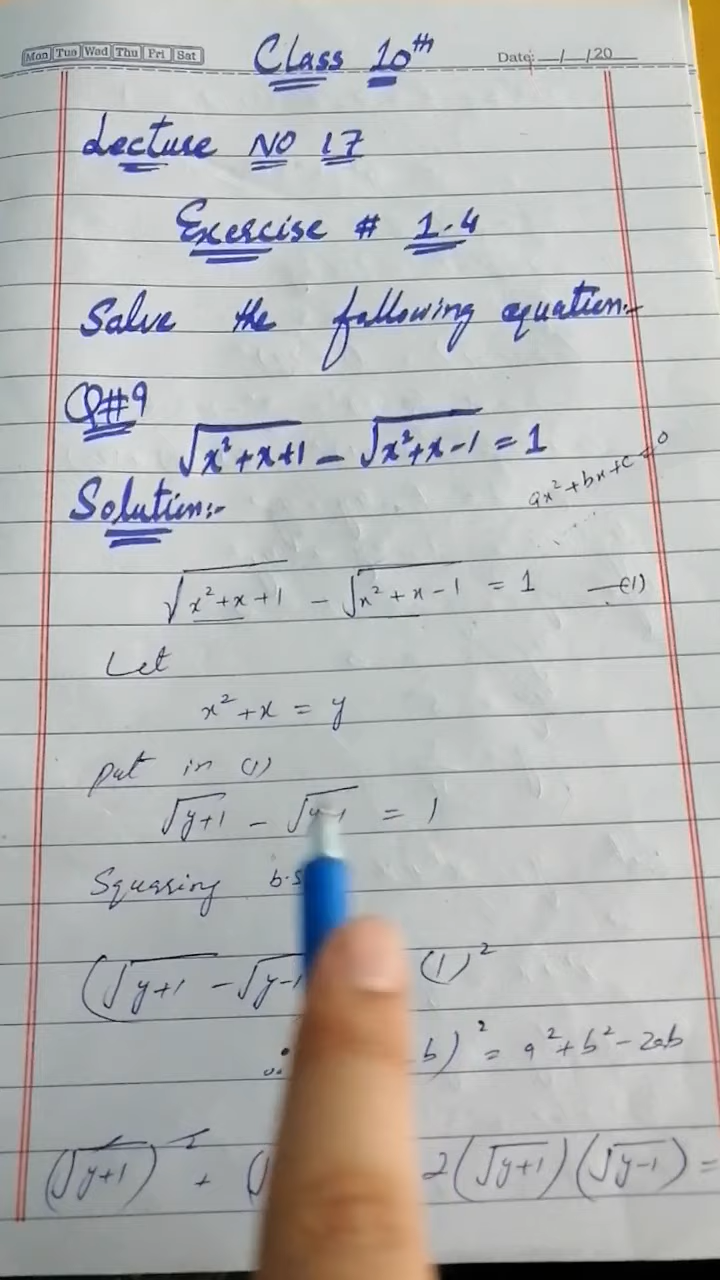 Mon Tue Wed Thu Fri Sat
Class 10th
Date: __/__/20
Lecture NO 17
Exercise # 1.4
Solve the following equation:-
Q#9
√x²+x+1 - √x²+x-1 = 1
ax²+bx+c=0
Solution:-
√x²+x+1 - √x²+x-1 = 1 —(1)
Let
x²+x = y
put in (1)
√y+1 - √y-1 = 1
Squaring b.s
(√y+1 - √y-1 (1)²
∴ b)² = a²+b²-2ab
(√y+1)² + (√ 2(√y+1)(√y-1) =